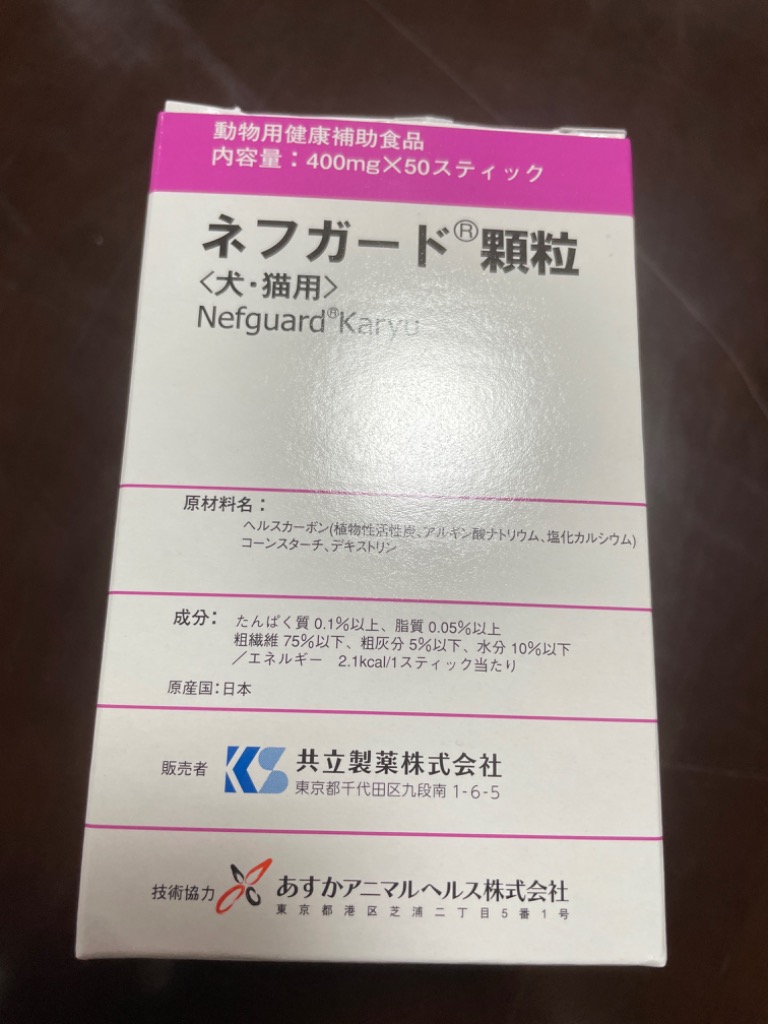 動物用健康補助食品
内容量：400mg×50スティック
ネフガード®顆粒
〈犬・猫用〉
Nefguard®Karyu
原材料名：
ヘルスカーボン(植物性活性炭、アルギン酸ナトリウム、塩化カルシウム)
コーンスターチ、デキストリン
成分： たんぱく質 0.1%以上、脂質 0.05%以上
粗繊維 75%以下、粗灰分 5%以下、水分 10%以下
／エネルギー 2.1kcal/1スティック当たり
原産国：日本
販売者 KS 共立製薬株式会社
東京都千代田区九段南 1-6-5
技術協力 あすかアニマルヘルス株式会社
東京都港区芝浦二丁目5番1号